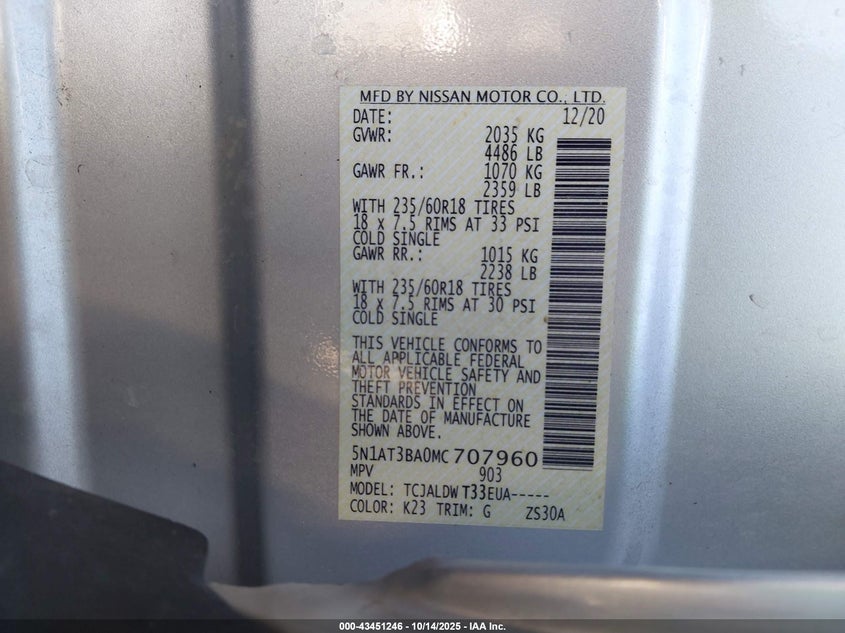 MFD BY NISSAN MOTOR CO., LTD.
DATE: 12/20
GVWR: 2035 KG
4486 LB
GAWR FR.: 1070 KG
2359 LB
WITH 235/60R18 TIRES
18 x 7.5 RIMS AT 33 PSI
COLD SINGLE
GAWR RR.: 1015 KG
2238 LB
WITH 235/60R18 TIRES
18 x 7.5 RIMS AT 30 PSI
COLD SINGLE
THIS VEHICLE CONFORMS TO
ALL APPLICABLE FEDERAL
MOTOR VEHICLE SAFETY AND
THEFT PREVENTION
STANDARDS IN EFFECT ON
THE DATE OF MANUFACTURE
SHOWN ABOVE.
5N1AT3BA0MC707960
MPV 903
MODEL: TCJALDW T33EUA-----
COLOR: K23 TRIM: G ZS30A
000-43451246 - 10/14/2025 - IAA Inc.